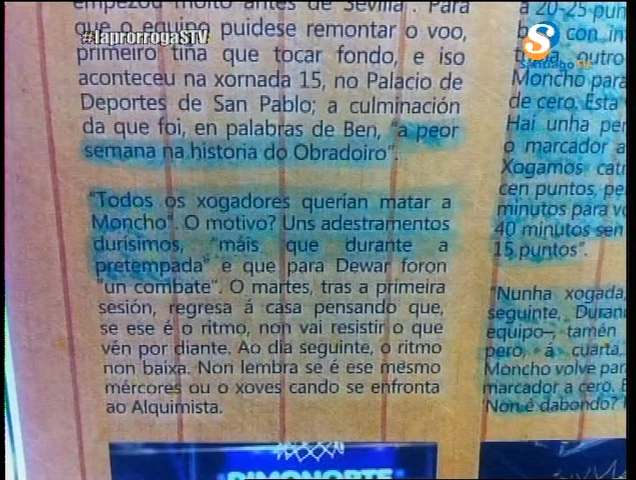 #laprorrogaSTV
Santiago
empezou moito antes de Sevilla". Para
que o equipo puidese remontar o voo,
primeiro tiña que tocar fondo, e iso
aconteceu na xornada 15, no Palacio de
Deportes de San Pablo; a culminación
da que foi, en palabras de Ben, "a peor
semana na historia do Obradoiro".
"Todos os xogadores querían matar a
Moncho". O motivo? Uns adestramentos
durísimos, "máis que durante a
pretempada" e que para Dewar foron
"un combate". O martes, tras a primeira
sesión, regresa á casa pensando que,
se ese é o ritmo, non vai resistir o que
vén por diante. Ao día seguinte, o ritmo
non baixa. Non lembra se é ese mesmo
mércores ou o xoves cando se enfronta
ao Alquimista.
BIMONORTE
a 20-25 pun
con in
outro
Moncho para
de cero. Esta
Hai unha per
o marcador a
Xogamos catr
cen puntos, pe
minutos para vo
40 minutos sen
15 puntos".
"Nunha xogada,
seguinte. Duran
equipo–, tamén
pero, á cuarta,
Moncho volve par
marcador a cero. E
Non é dabondo?